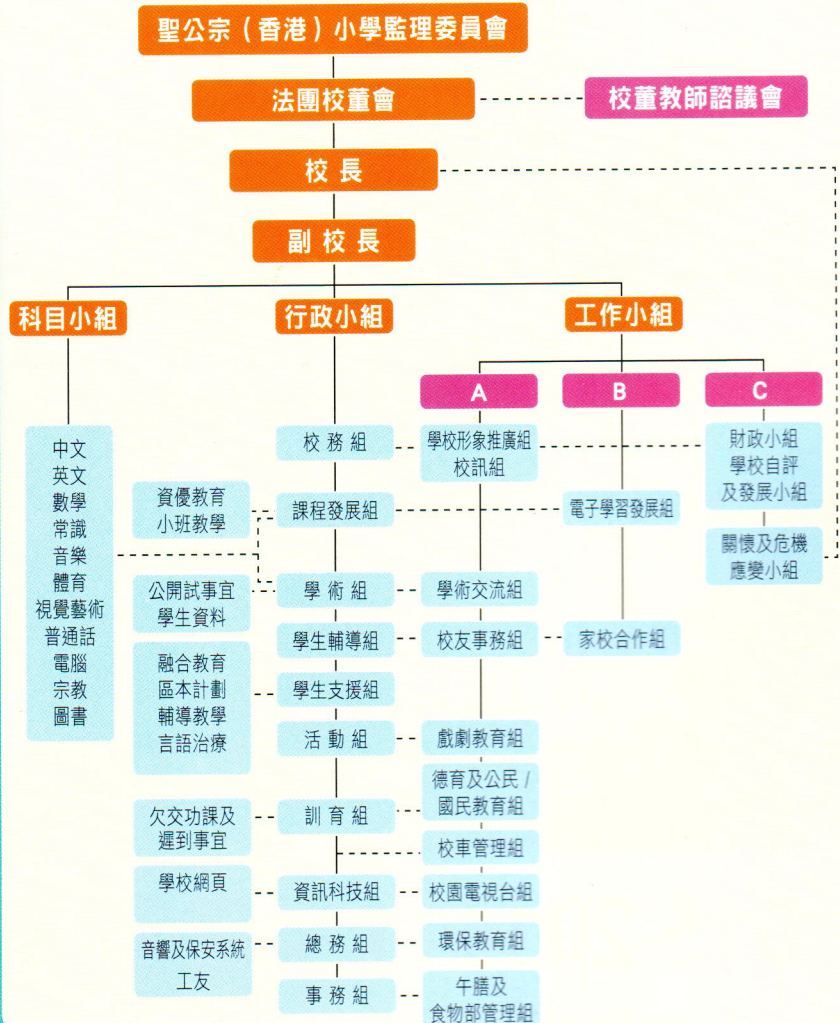 聖公宗（香港）小學監理委員會
法團校董會
校董教師諮議會
校長
副校長
科目小組
行政小組
工作小組
A
B
C
中文
英文
數學
常識
音樂
體育
視覺藝術
普通話
電腦
宗教
圖書
校務組
學校形象推廣組
校訊組
財政小組
學校自評
及發展小組
資優教育
小班教學
課程發展組
電子學習發展組
關懷及危機
應變小組
公開試事宜
學生資料
學術組
學術交流組
學生輔導組
校友事務組
家校合作組
融合教育
區本計劃
輔導教學
言語治療
學生支援組
活動組
戲劇教育組
德育及公民 /
國民教育組
欠交功課及
遲到事宜
訓育組
校車管理組
學校網頁
資訊科技組
校園電視台組
音響及保安系統
工友
總務組
環保教育組
事務組
午膳及
食物部管理組